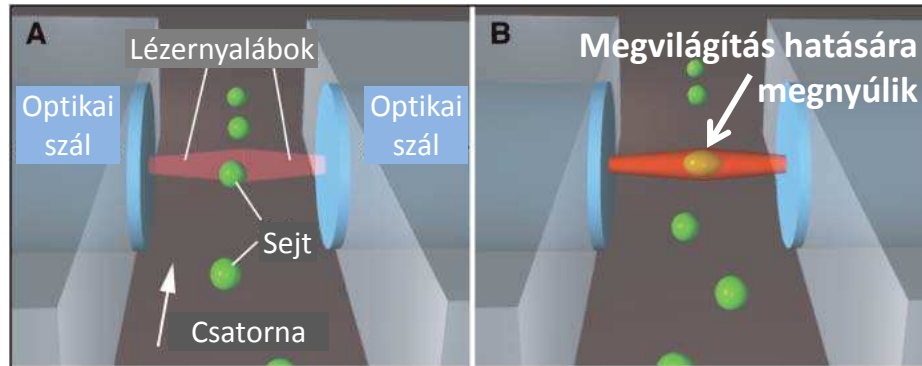 A
Lézernyalábok
Optikai
szál
Optikai
szál
Sejt
Csatorna
B
Megvilágítás hatására
megnyúlik